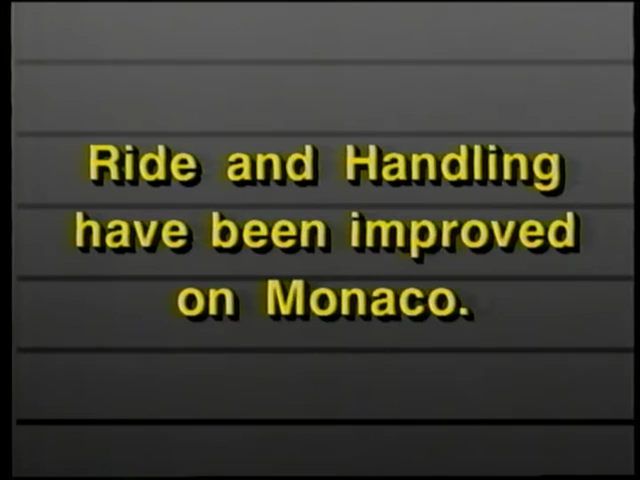 Ride and Handling
have been improved
on Monaco.